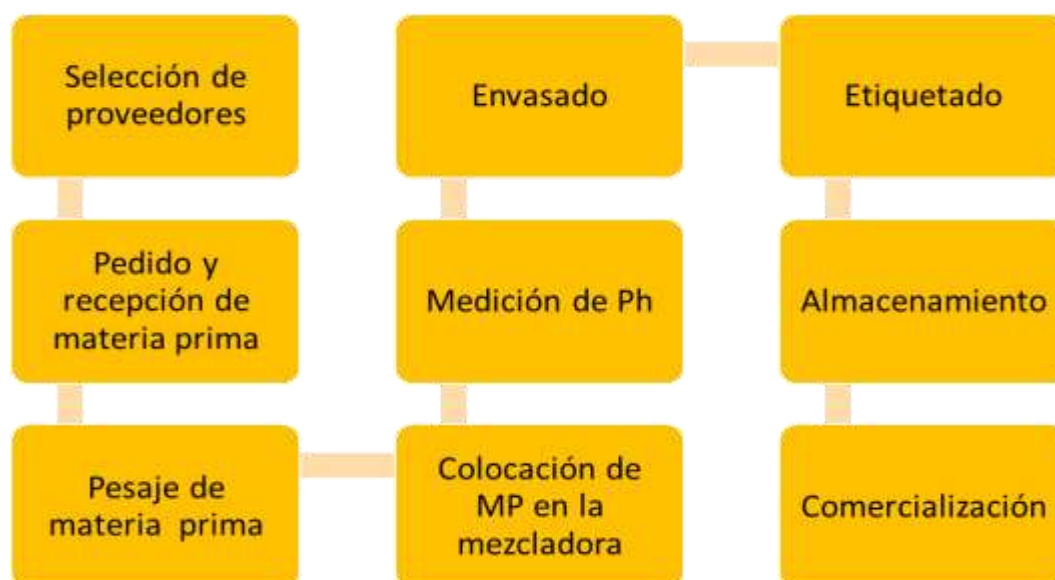 Selección de
proveedores
Pedido y
recepción de
materia prima
Pesaje de
materia prima
Colocación de
MP en la
mezcladora
Medición de Ph
Envasado
Etiquetado
Almacenamiento
Comercialización